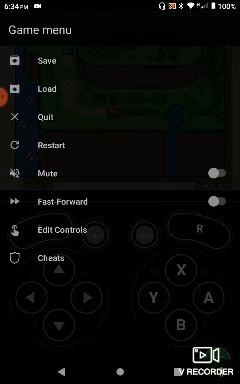 6:34 PM 100%
Game menu
Save
Load
Quit
Restart
Mute
Fast-Forward
Edit Controls
R
Cheats
X
Y
A
B
V RECORDER